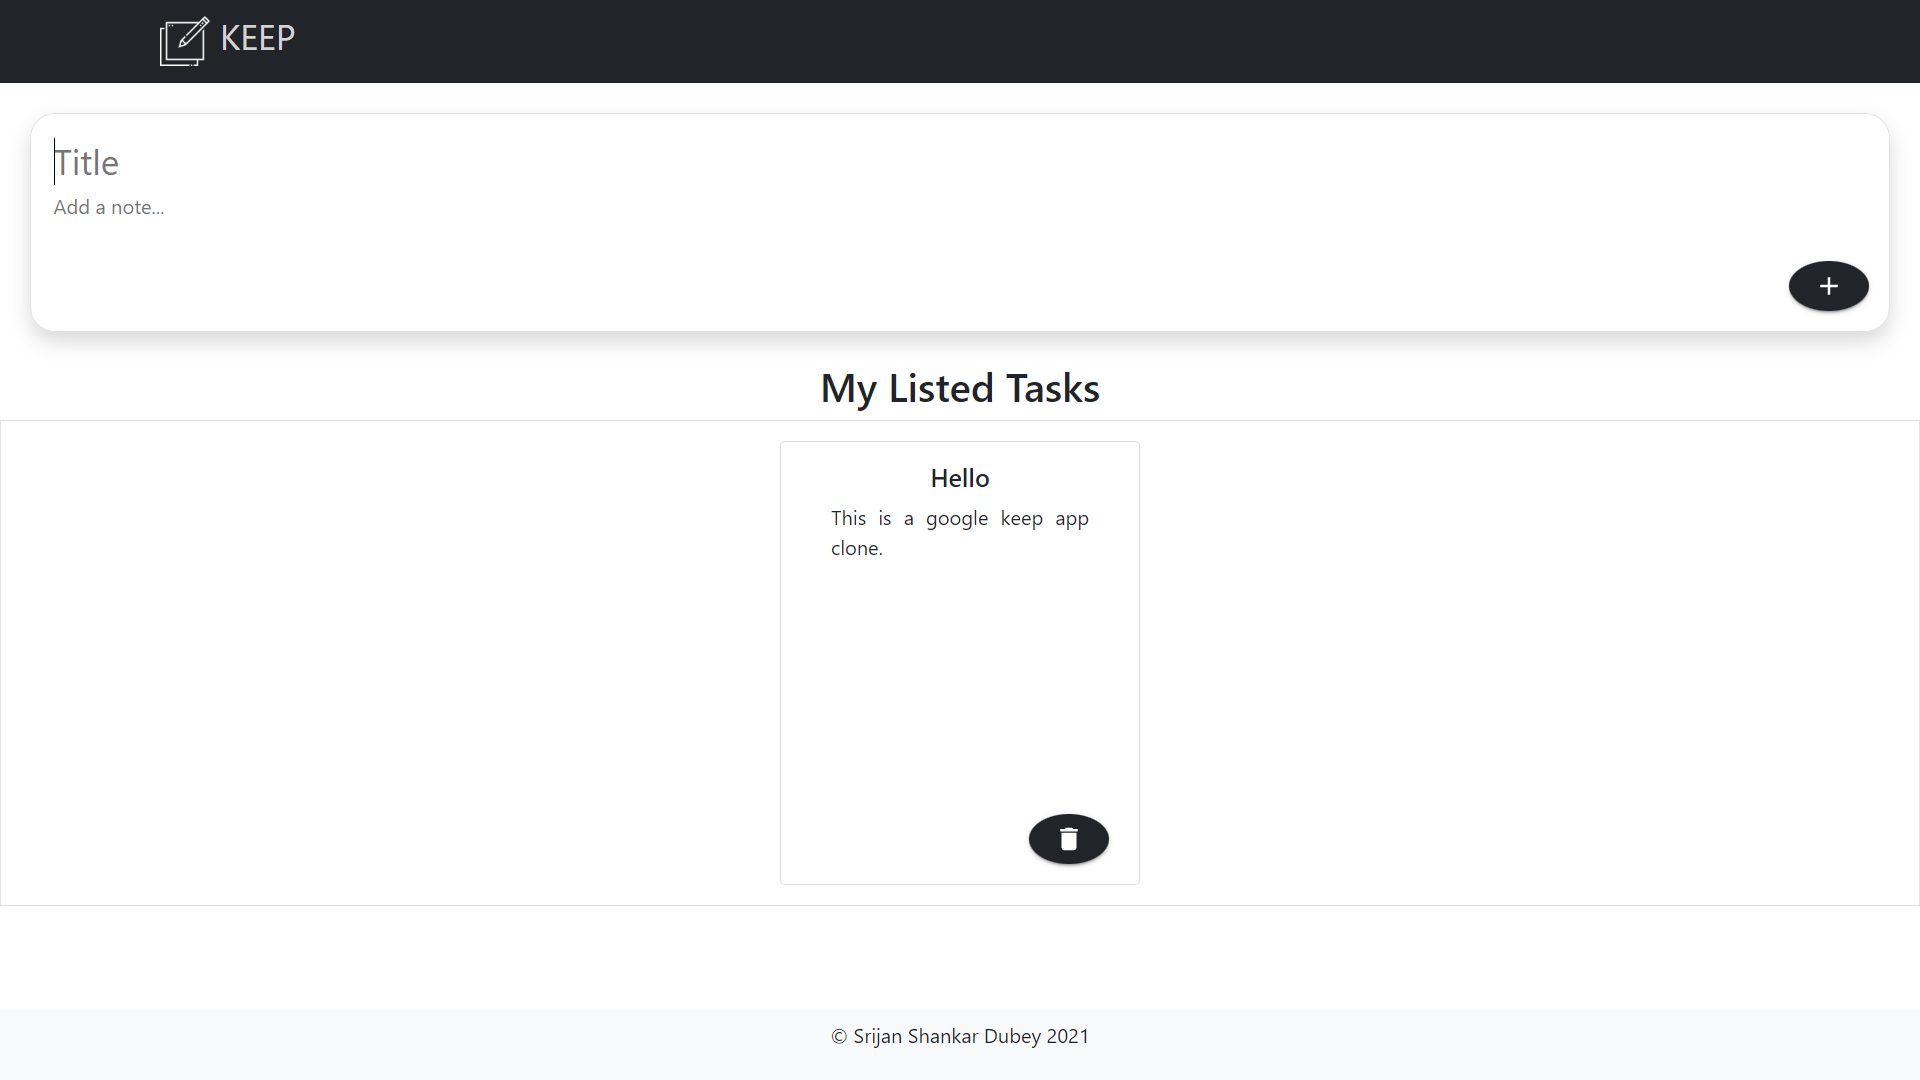 KEEP
Title
Add a note...
My Listed Tasks
Hello
This is a google keep app
clone.
© Srijan Shankar Dubey 2021